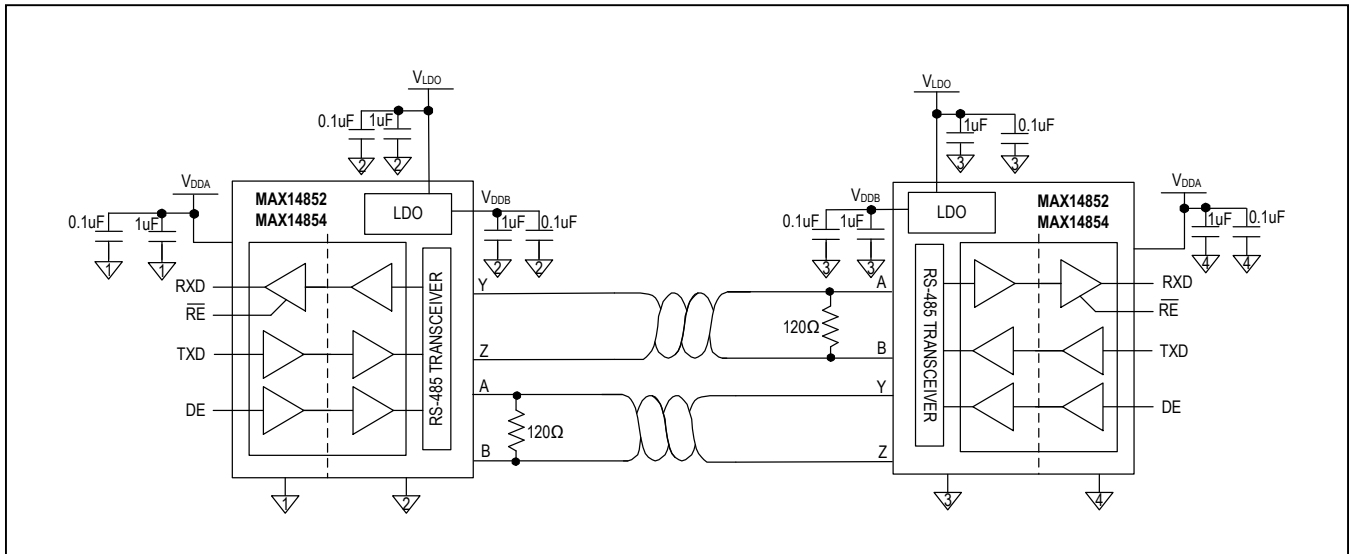 VLDO
0.1uF 1uF
2 2
VDDA
0.1uF 1uF
1 1
MAX14852
MAX14854
LDO
VDDB
1uF 0.1uF
2 2
RXD
RE
TXD
DE
RS-485 TRANSCEIVER
Y
Z
A
B
120Ω
1 2
VLDO
1uF 0.1uF
3 3
VDDB
0.1uF 1uF
3 3
LDO
MAX14852
MAX14854
VDDA
1uF 0.1uF
4 4
A
B
120Ω
Y
Z
RS-485 TRANSCEIVER
RXD
RE
TXD
DE
3 4